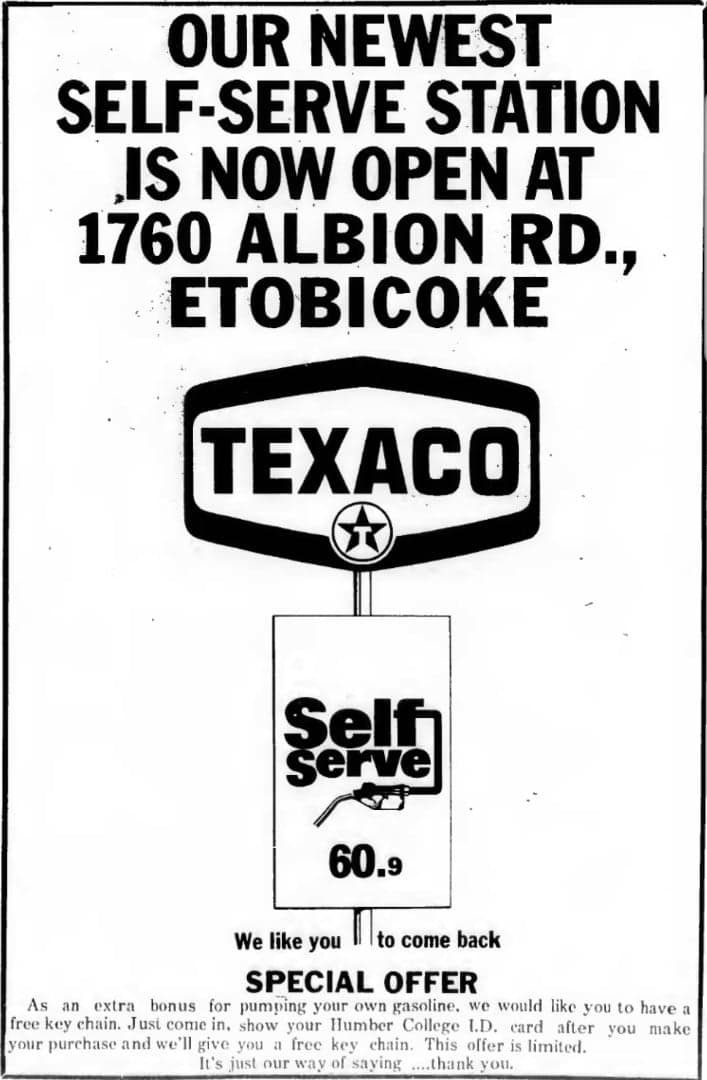 OUR NEWEST
SELF-SERVE STATION
IS NOW OPEN AT
1760 ALBION RD.,
ETOBICOKE
TEXACO
T
Self
Serve
60.9
We like you to come back
SPECIAL OFFER
As an extra bonus for pumping your own gasoline, we would like you to have a
free key chain. Just come in, show your Humber College I.D. card after you make
your purchase and we'll give you a free key chain. This offer is limited.
It's just our way of saying ....thank you.